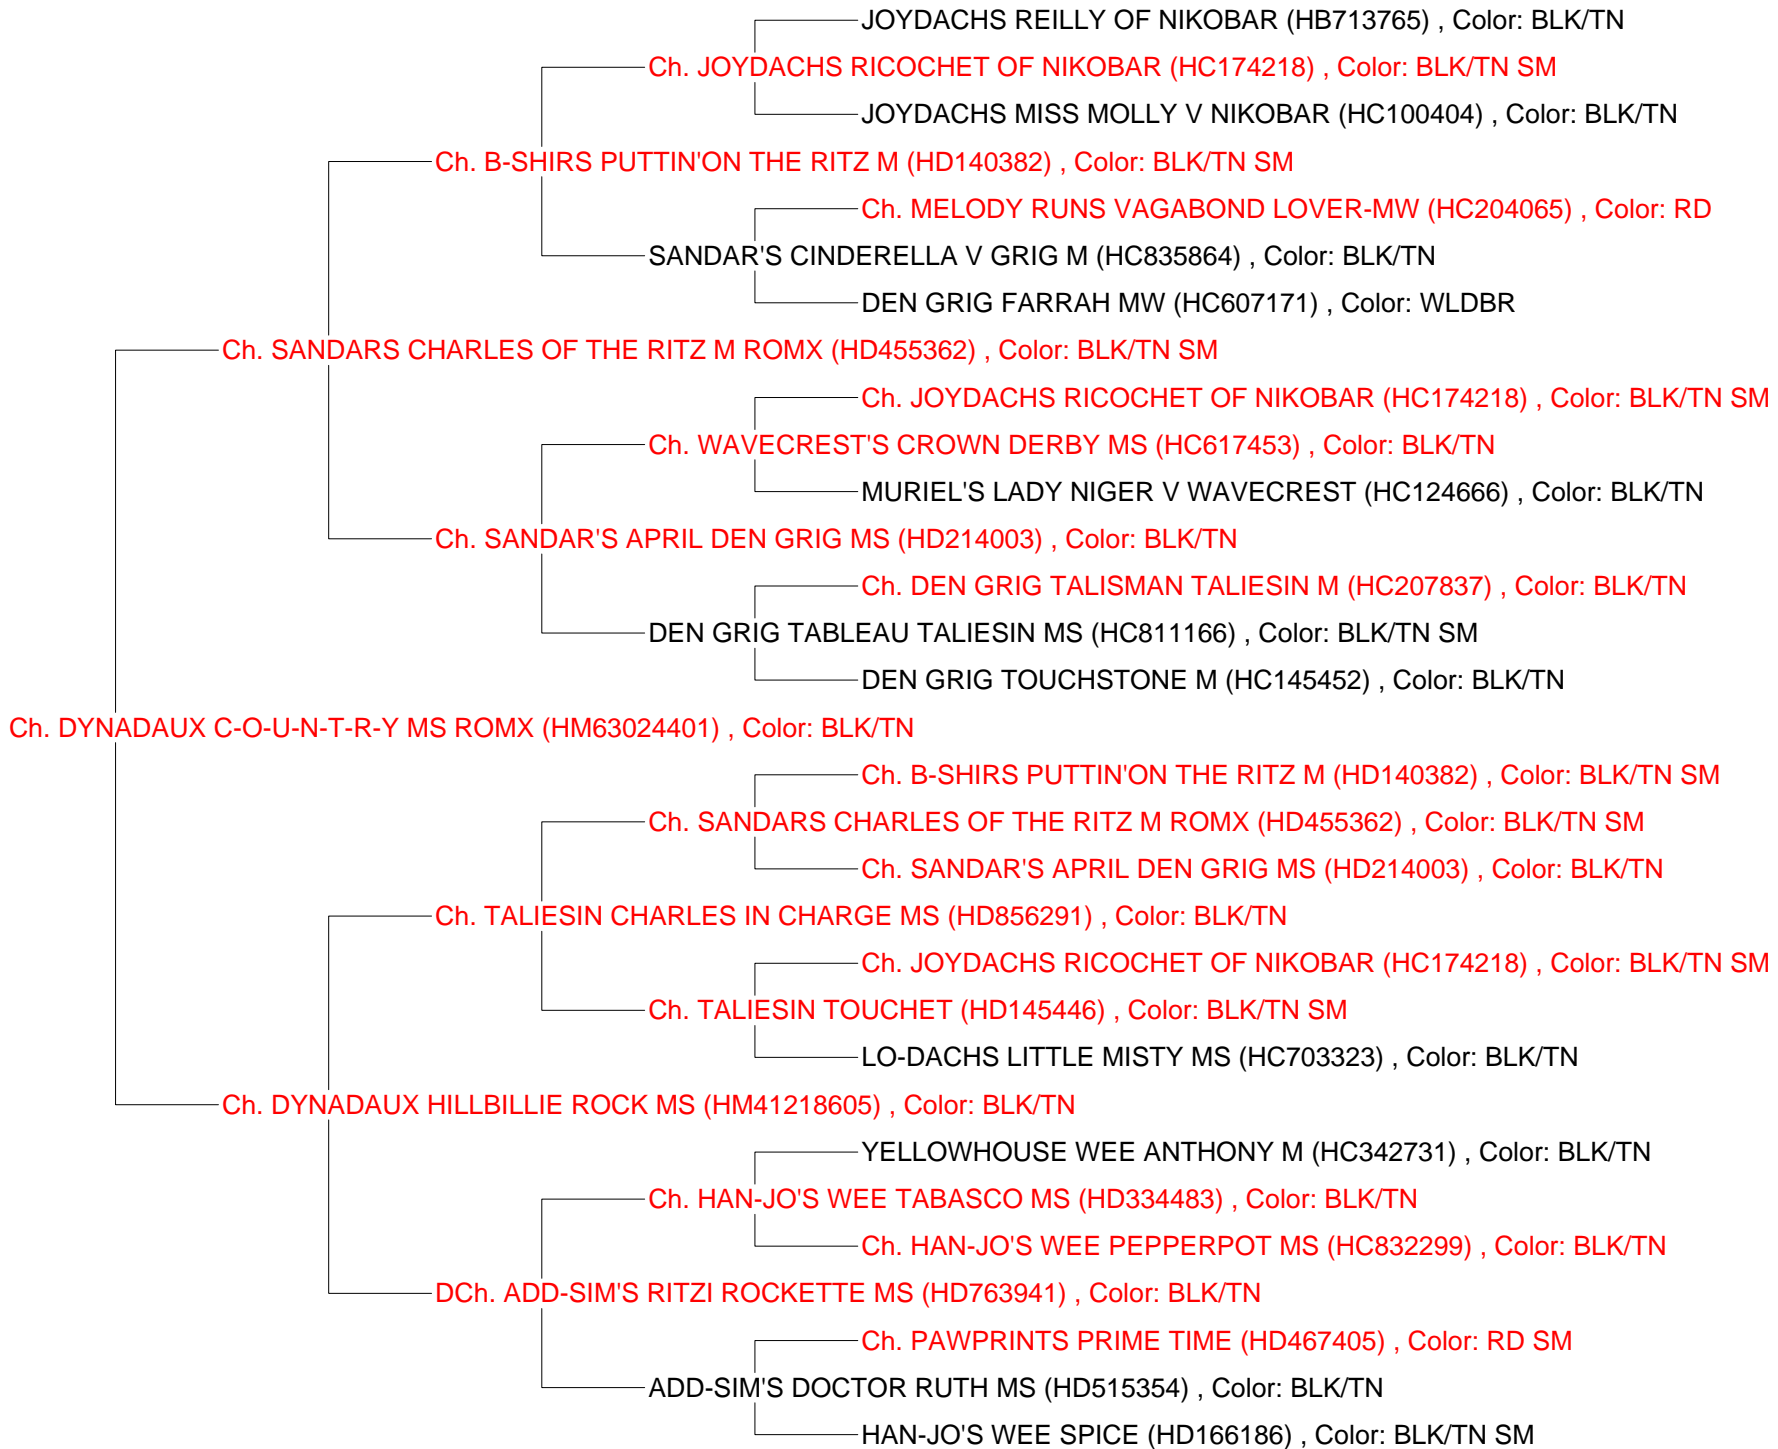 JOYDACHS REILLY OF NIKOBAR (HB713765) , Color: BLK/TN
Ch. JOYDACHS RICOCHET OF NIKOBAR (HC174218) , Color: BLK/TN SM
JOYDACHS MISS MOLLY V NIKOBAR (HC100404) , Color: BLK/TN
Ch. B-SHIRS PUTTIN'ON THE RITZ M (HD140382) , Color: BLK/TN SM
Ch. MELODY RUNS VAGABOND LOVER-MW (HC204065) , Color: RD
SANDAR'S CINDERELLA V GRIG M (HC835864) , Color: BLK/TN
DEN GRIG FARRAH MW (HC607171) , Color: WLDBR
Ch. SANDARS CHARLES OF THE RITZ M ROMX (HD455362) , Color: BLK/TN SM
Ch. JOYDACHS RICOCHET OF NIKOBAR (HC174218) , Color: BLK/TN SM
Ch. WAVECREST'S CROWN DERBY MS (HC617453) , Color: BLK/TN
MURIEL'S LADY NIGER V WAVECREST (HC124666) , Color: BLK/TN
Ch. SANDAR'S APRIL DEN GRIG MS (HD214003) , Color: BLK/TN
Ch. DEN GRIG TALISMAN TALIESIN M (HC207837) , Color: BLK/TN
DEN GRIG TABLEAU TALIESIN MS (HC811166) , Color: BLK/TN SM
DEN GRIG TOUCHSTONE M (HC145452) , Color: BLK/TN
Ch. DYNADAUX C-O-U-N-T-R-Y MS ROMX (HM63024401) , Color: BLK/TN
Ch. B-SHIRS PUTTIN'ON THE RITZ M (HD140382) , Color: BLK/TN SM
Ch. SANDARS CHARLES OF THE RITZ M ROMX (HD455362) , Color: BLK/TN SM
Ch. SANDAR'S APRIL DEN GRIG MS (HD214003) , Color: BLK/TN
Ch. TALIESIN CHARLES IN CHARGE MS (HD856291) , Color: BLK/TN
Ch. JOYDACHS RICOCHET OF NIKOBAR (HC174218) , Color: BLK/TN SM
Ch. TALIESIN TOUCHET (HD145446) , Color: BLK/TN SM
LO-DACHS LITTLE MISTY MS (HC703323) , Color: BLK/TN
Ch. DYNADAUX HILLBILLIE ROCK MS (HM41218605) , Color: BLK/TN
YELLOWHOUSE WEE ANTHONY M (HC342731) , Color: BLK/TN
Ch. HAN-JO'S WEE TABASCO MS (HD334483) , Color: BLK/TN
Ch. HAN-JO'S WEE PEPPERPOT MS (HC832299) , Color: BLK/TN
DCh. ADD-SIM'S RITZI ROCKETTE MS (HD763941) , Color: BLK/TN
Ch. PAWPRINTS PRIME TIME (HD467405) , Color: RD SM
ADD-SIM'S DOCTOR RUTH MS (HD515354) , Color: BLK/TN
HAN-JO'S WEE SPICE (HD166186) , Color: BLK/TN SM